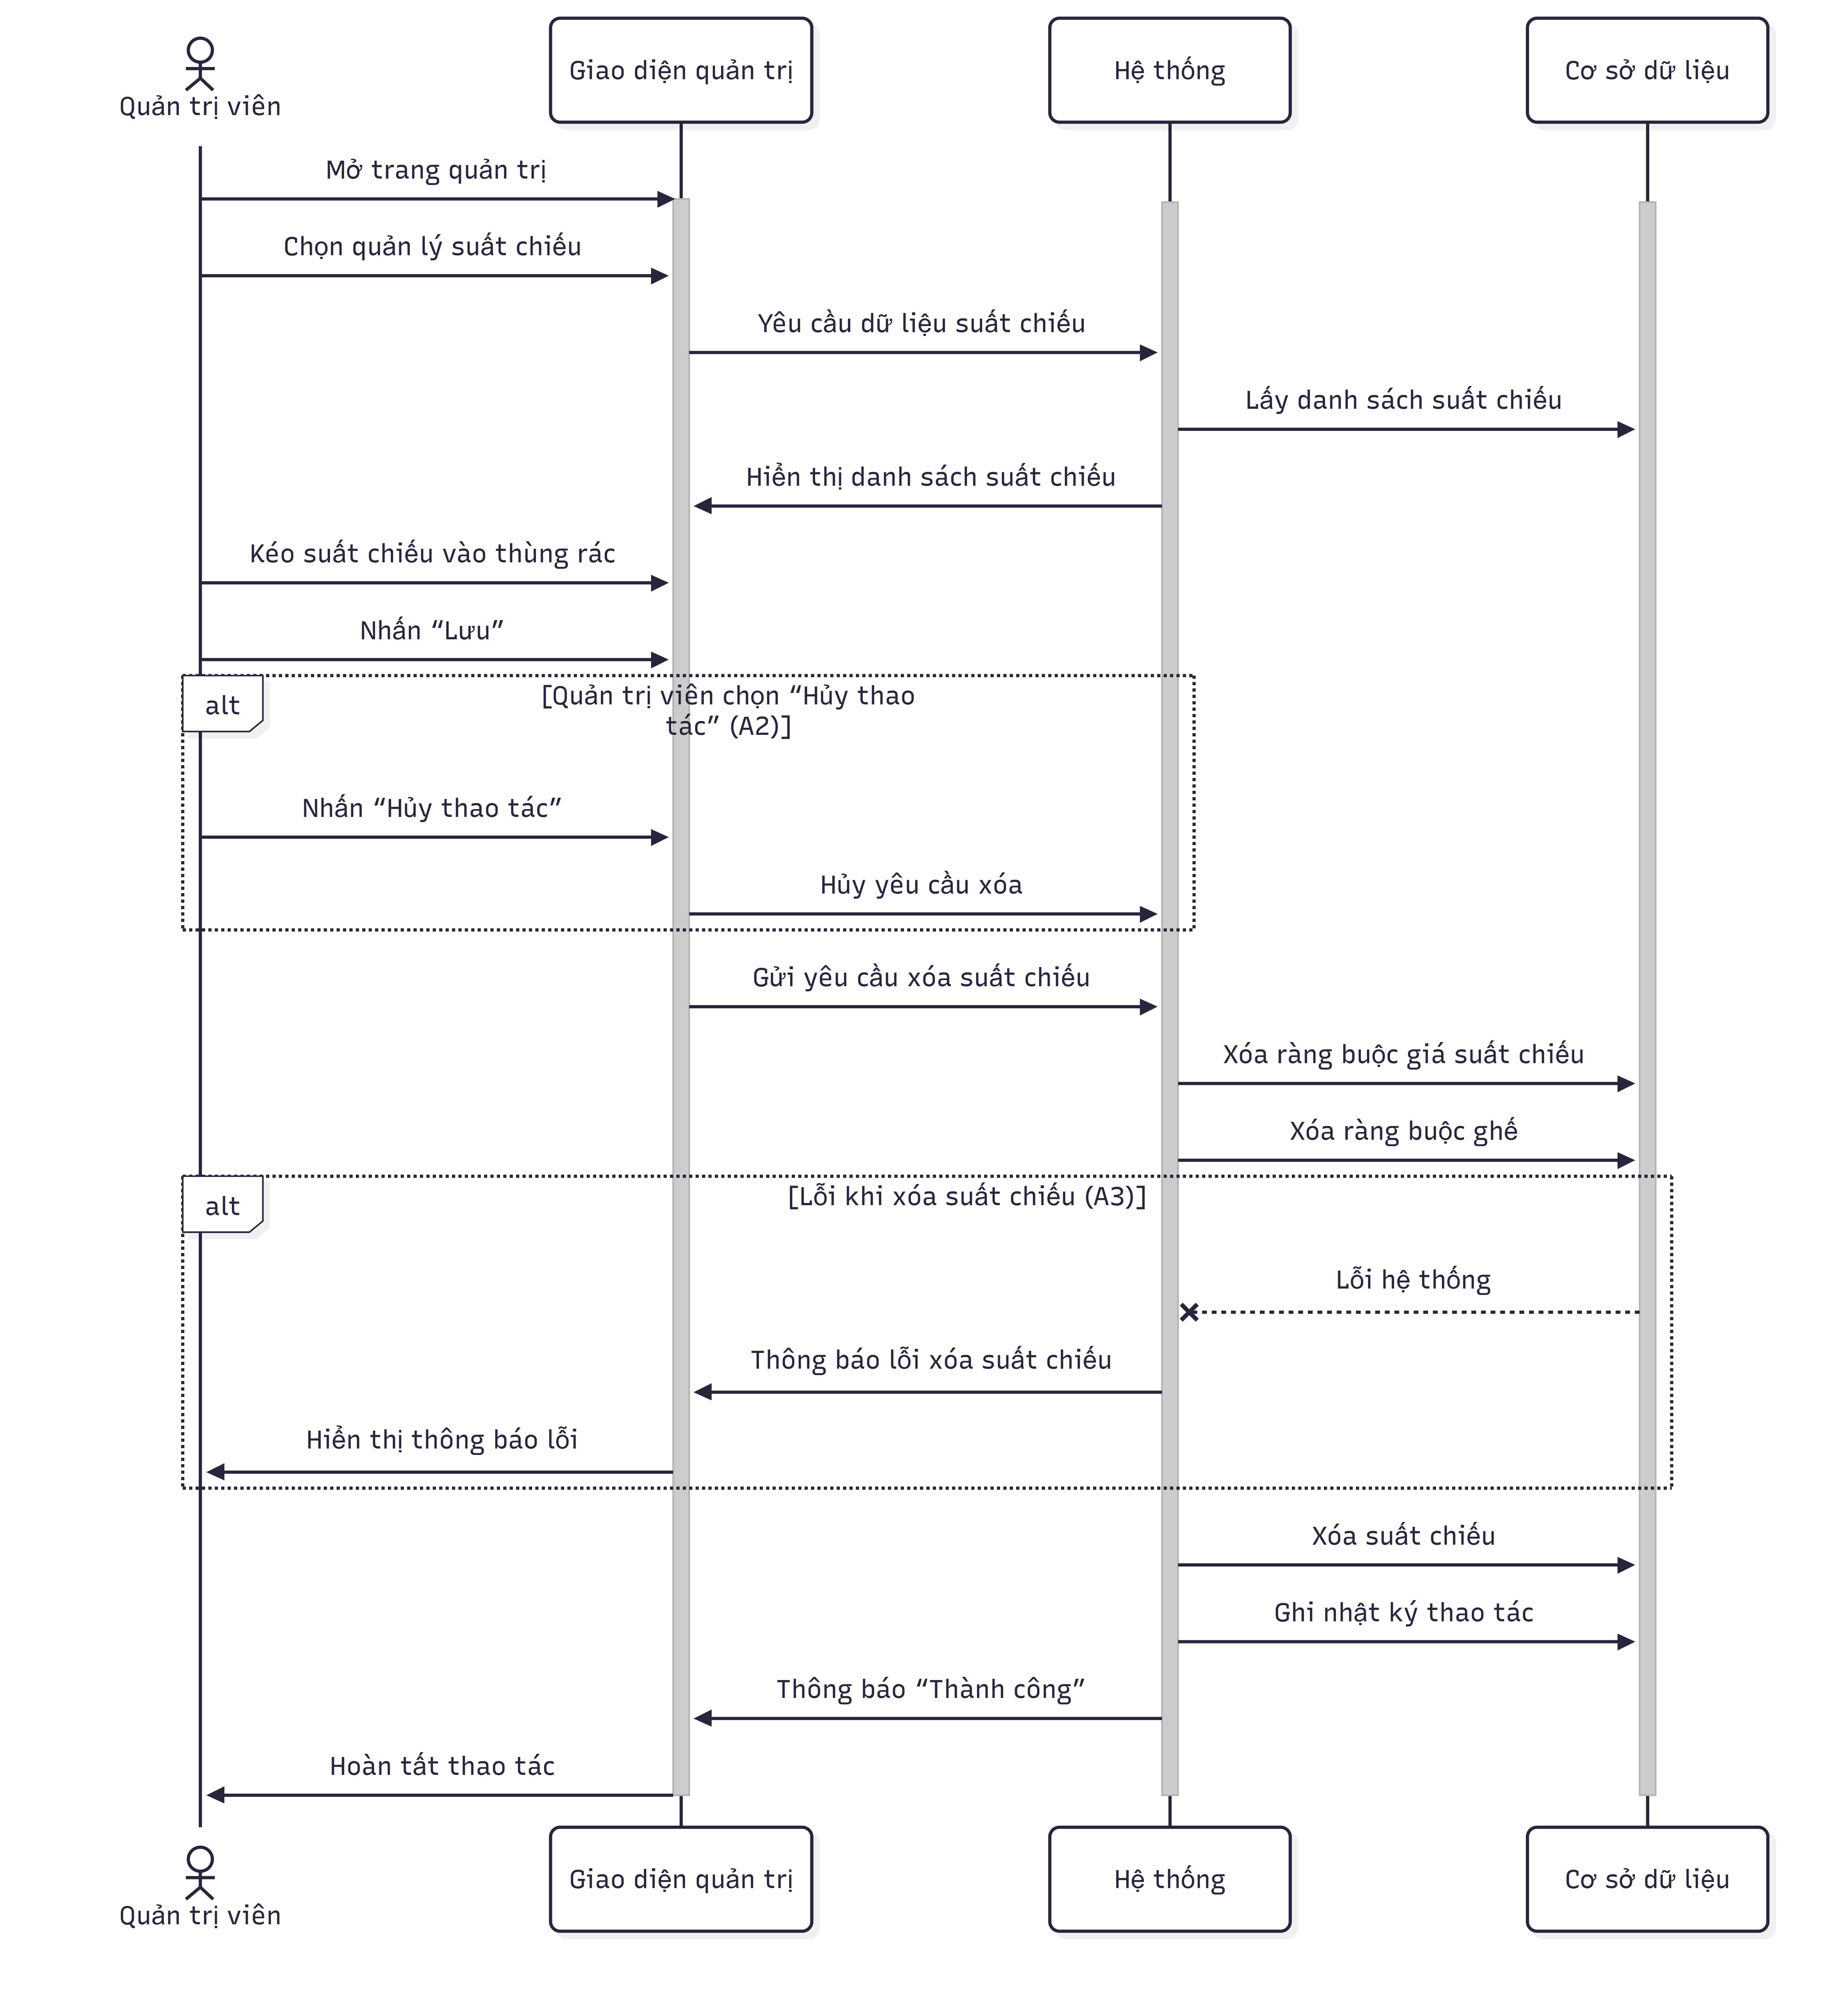 Quản trị viên
Giao diện quản trị
Hệ thống
Cơ sở dữ liệu
Mở trang quản trị
Chọn quản lý suất chiếu
Yêu cầu dữ liệu suất chiếu
Lấy danh sách suất chiếu
Hiển thị danh sách suất chiếu
Kéo suất chiếu vào thùng rác
Nhấn “Lưu”
alt
[Quản trị viên chọn “Hủy thao
tác” (A2)]
Nhấn “Hủy thao tác”
Hủy yêu cầu xóa
Gửi yêu cầu xóa suất chiếu
Xóa ràng buộc giá suất chiếu
Xóa ràng buộc ghế
alt
[Lỗi khi xóa suất chiếu (A3)]
Lỗi hệ thống
Thông báo lỗi xóa suất chiếu
Hiển thị thông báo lỗi
Xóa suất chiếu
Ghi nhật ký thao tác
Thông báo “Thành công”
Hoàn tất thao tác
Quản trị viên
Giao diện quản trị
Hệ thống
Cơ sở dữ liệu